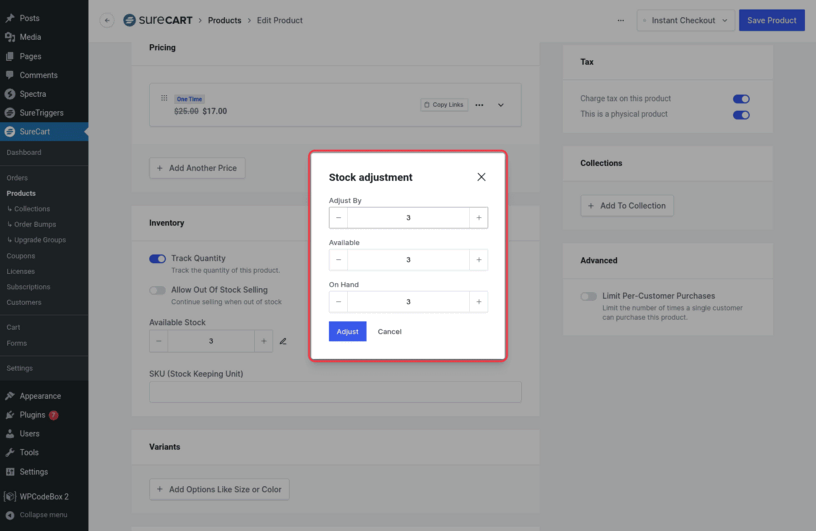 Posts
Media
Pages
Comments
Spectra
SureTriggers
SureCart
Dashboard
Orders
Products
↳ Collections
↳ Order Bumps
↳ Upgrade Groups
Coupons
Licenses
Subscriptions
Customers
Cart
Forms
Settings
Appearance
Plugins 7
Users
Tools
Settings
WPCodeBox 2
Collapse menu
SURECART > Products > Edit Product
Instant Checkout
Save Product
Pricing
One Time
$25.00 $17.00
Copy Links
+ Add Another Price
Inventory
Track Quantity
Track the quantity of this product.
Allow Out Of Stock Selling
Continue selling when out of stock
Available Stock
− 3 +
SKU (Stock Keeping Unit)
Variants
+ Add Options Like Size or Color
Stock adjustment
Adjust By
− 3 +
Available
− 3 +
On Hand
− 3 +
Adjust
Cancel
Tax
Charge tax on this product
This is a physical product
Collections
+ Add To Collection
Advanced
Limit Per-Customer Purchases
Limit the number of times a single customer
can purchase this product.